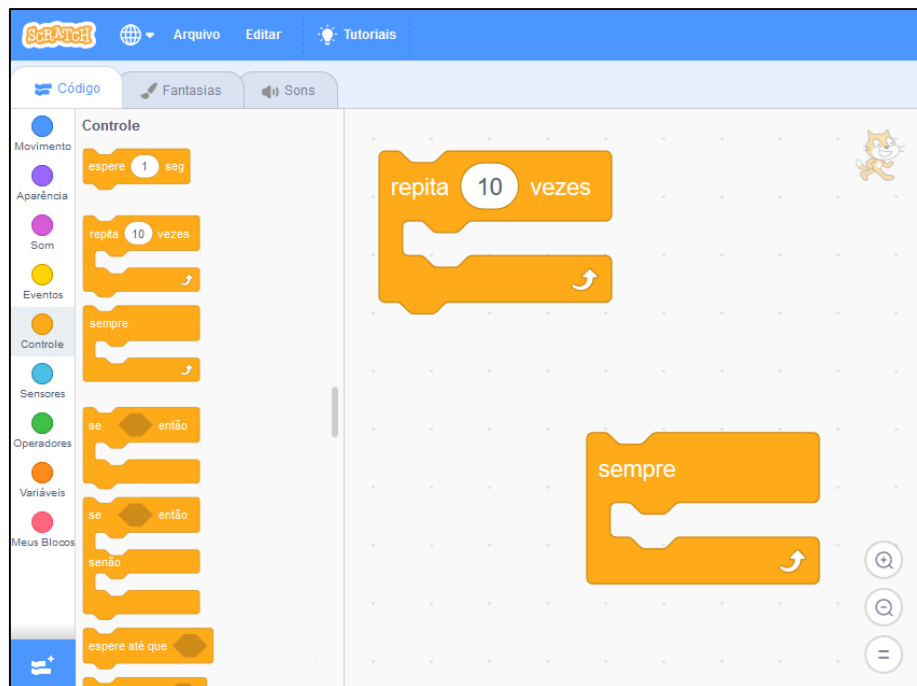 SCRATCH
Arquivo
Editar
Tutoriais
Código
Fantasias
Sons
Movimento
Aparência
Som
Eventos
Controle
Sensores
Operadores
Variáveis
Meus Blocos
Controle
espere 1 seg
repita 10 vezes
sempre
se então
se então
senão
espere até que
repita 10 vezes
sempre